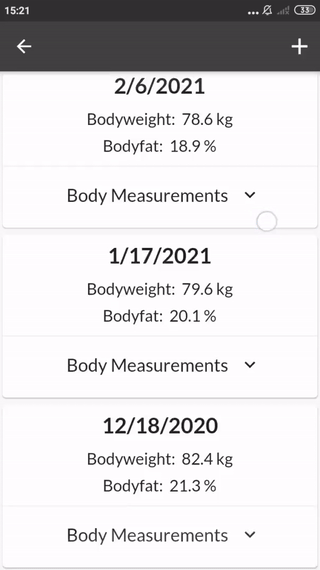 15:21
33
2/6/2021
Bodyweight: 78.6 kg
Bodyfat: 18.9 %
Body Measurements
1/17/2021
Bodyweight: 79.6 kg
Bodyfat: 20.1 %
Body Measurements
12/18/2020
Bodyweight: 82.4 kg
Bodyfat: 21.3 %
Body Measurements